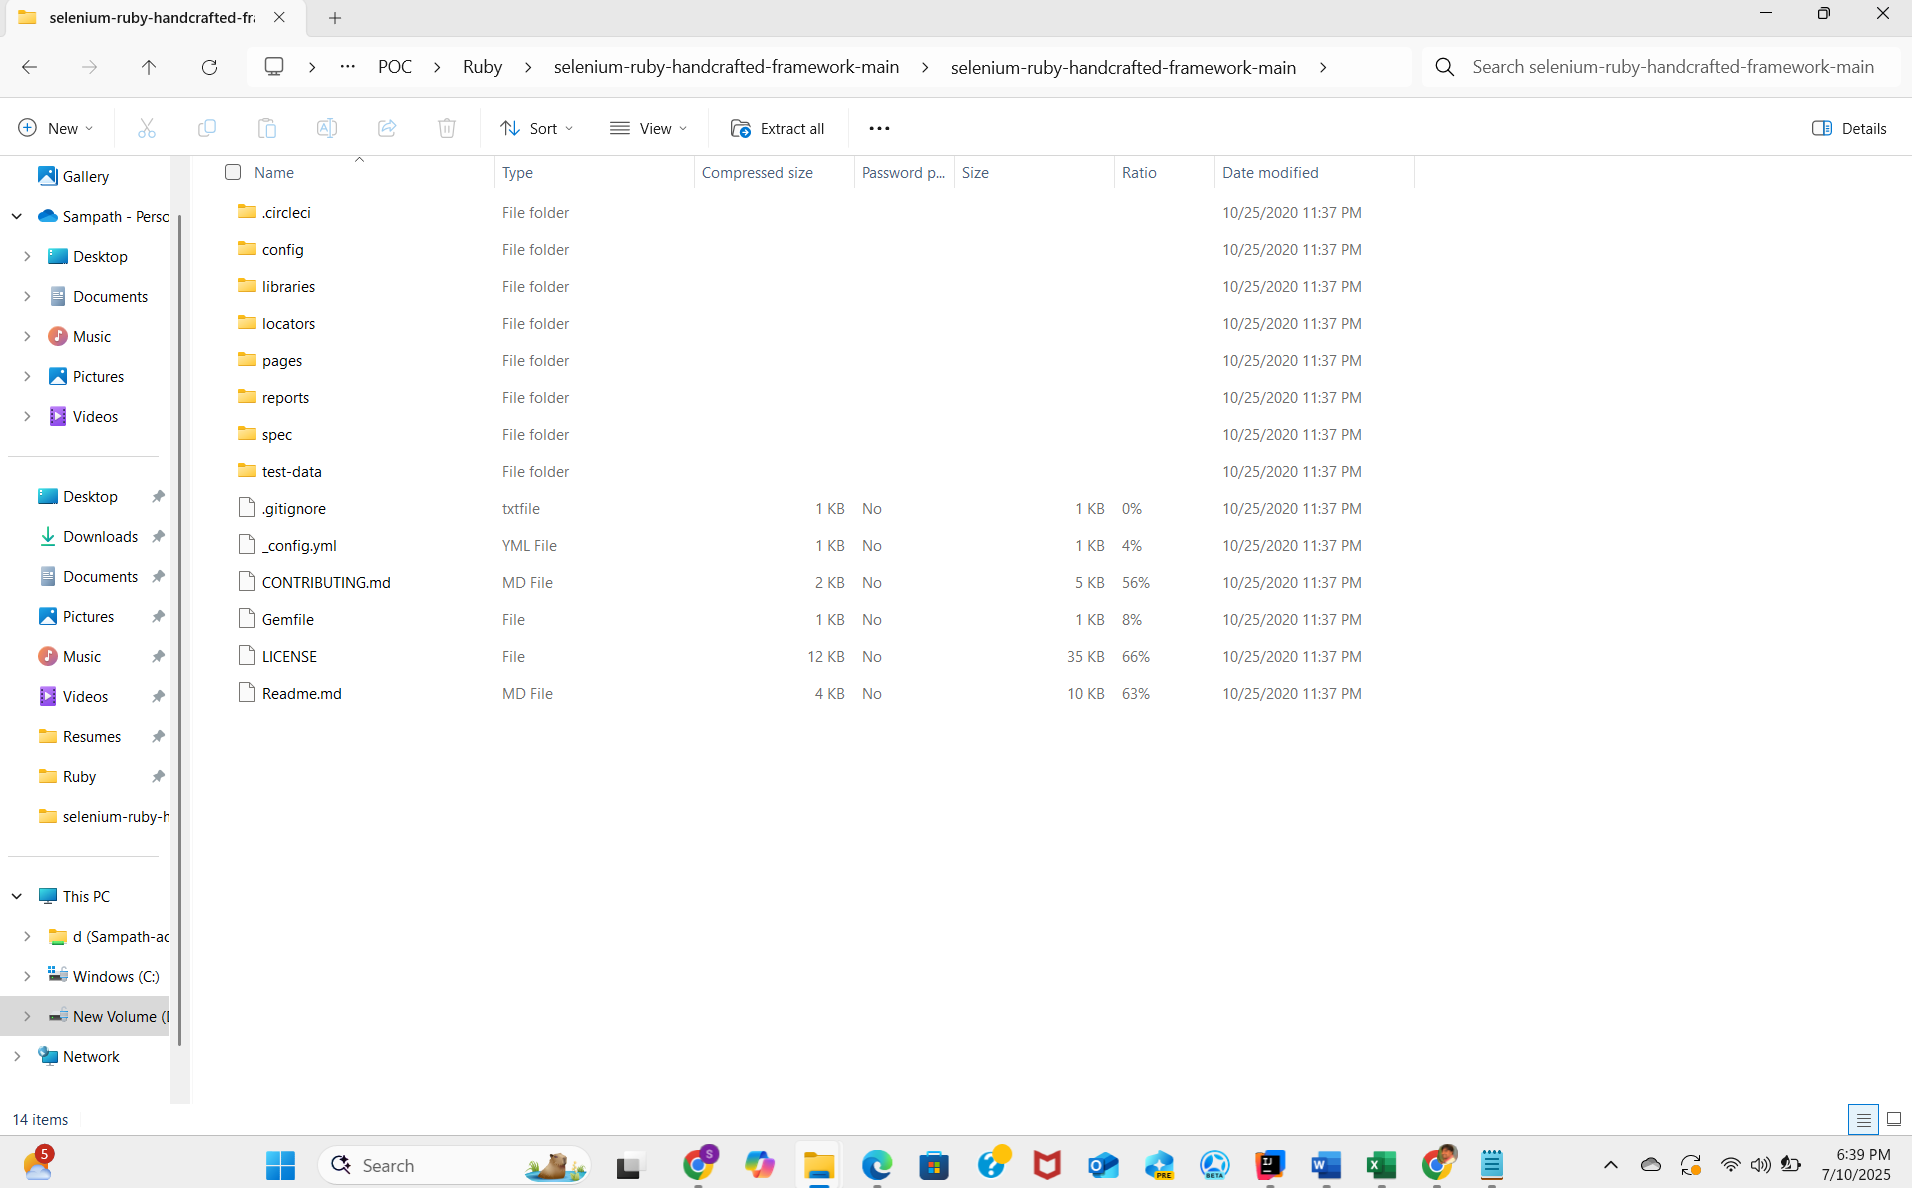 selenium-ruby-handcrafted-fr
POC
Ruby
selenium-ruby-handcrafted-framework-main
selenium-ruby-handcrafted-framework-main
Search selenium-ruby-handcrafted-framework-main
New
Sort
View
Extract all
Details
Gallery
Sampath - Perso
Desktop
Documents
Music
Pictures
Videos
Desktop
Downloads
Documents
Pictures
Music
Videos
Resumes
Ruby
selenium-ruby-h
This PC
d (Sampath-ac
Windows (C:)
New Volume (D
Network
Name Type Compressed size Password p... Size Ratio Date modified
.circleci File folder 10/25/2020 11:37 PM
config File folder 10/25/2020 11:37 PM
libraries File folder 10/25/2020 11:37 PM
locators File folder 10/25/2020 11:37 PM
pages File folder 10/25/2020 11:37 PM
reports File folder 10/25/2020 11:37 PM
spec File folder 10/25/2020 11:37 PM
test-data File folder 10/25/2020 11:37 PM
.gitignore txtfile 1 KB No 1 KB 0% 10/25/2020 11:37 PM
_config.yml YML File 1 KB No 1 KB 4% 10/25/2020 11:37 PM
CONTRIBUTING.md MD File 2 KB No 5 KB 56% 10/25/2020 11:37 PM
Gemfile File 1 KB No 1 KB 8% 10/25/2020 11:37 PM
LICENSE File 12 KB No 35 KB 66% 10/25/2020 11:37 PM
Readme.md MD File 4 KB No 10 KB 63% 10/25/2020 11:37 PM
14 items
5
Search
S
PRE
BETA
6:39 PM
7/10/2025